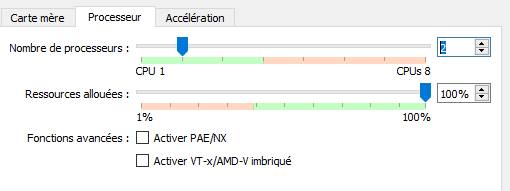 Carte mère Processeur Accélération
Nombre de processeurs : 2
CPU 1 CPUs 8
Ressources allouées : 100%
1% 100%
Fonctions avancées : Activer PAE/NX
Activer VT-x/AMD-V imbriqué